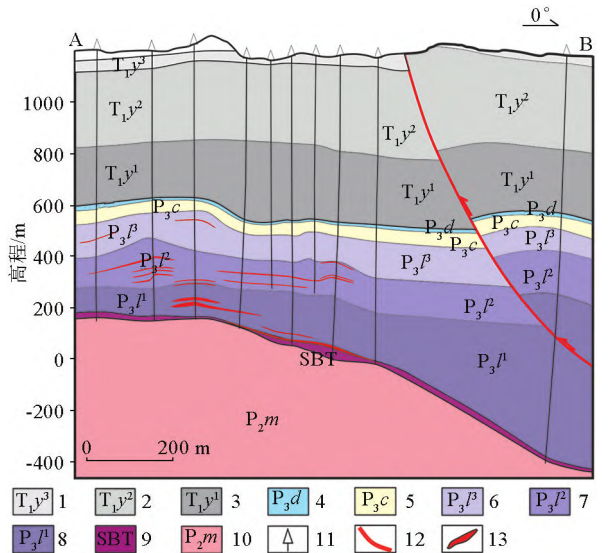 0°
A B
T₁y³
1000
T₁y² T₁y²
T₁y²
800
T₁y¹ T₁y¹ T₁y¹
高程/m
600
P₃c P₃d P₃c P₃d
P₃l³ P₃c P₃l³
400
P₃l² P₃l³ P₃l²
200
P₃l¹ P₃l²
0
SBT P₃l¹
-200
P₂m
0 200 m
-400
T₁y³ 1 T₁y² 2 T₁y¹ 3 P₃d 4 P₃c 5 P₃l³ 6 P₃l² 7
P₃l¹ 8 SBT 9 P₂m 10 11 12 13